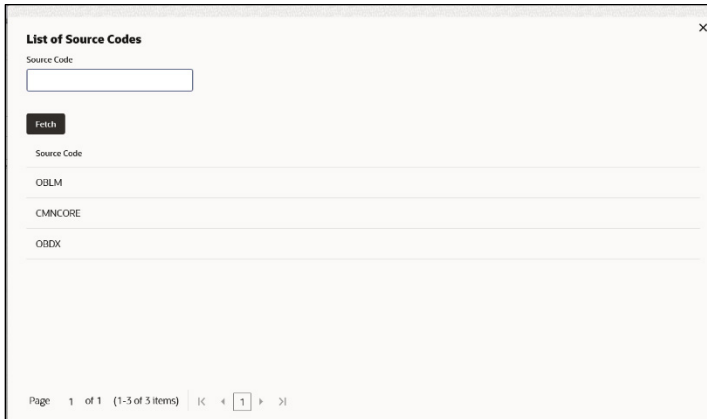 List of Source Codes
Source Code
Fetch
Source Code
OBLM
CMNCORE
OBDX
Page 1 of 1 (1-3 of 3 items) 1